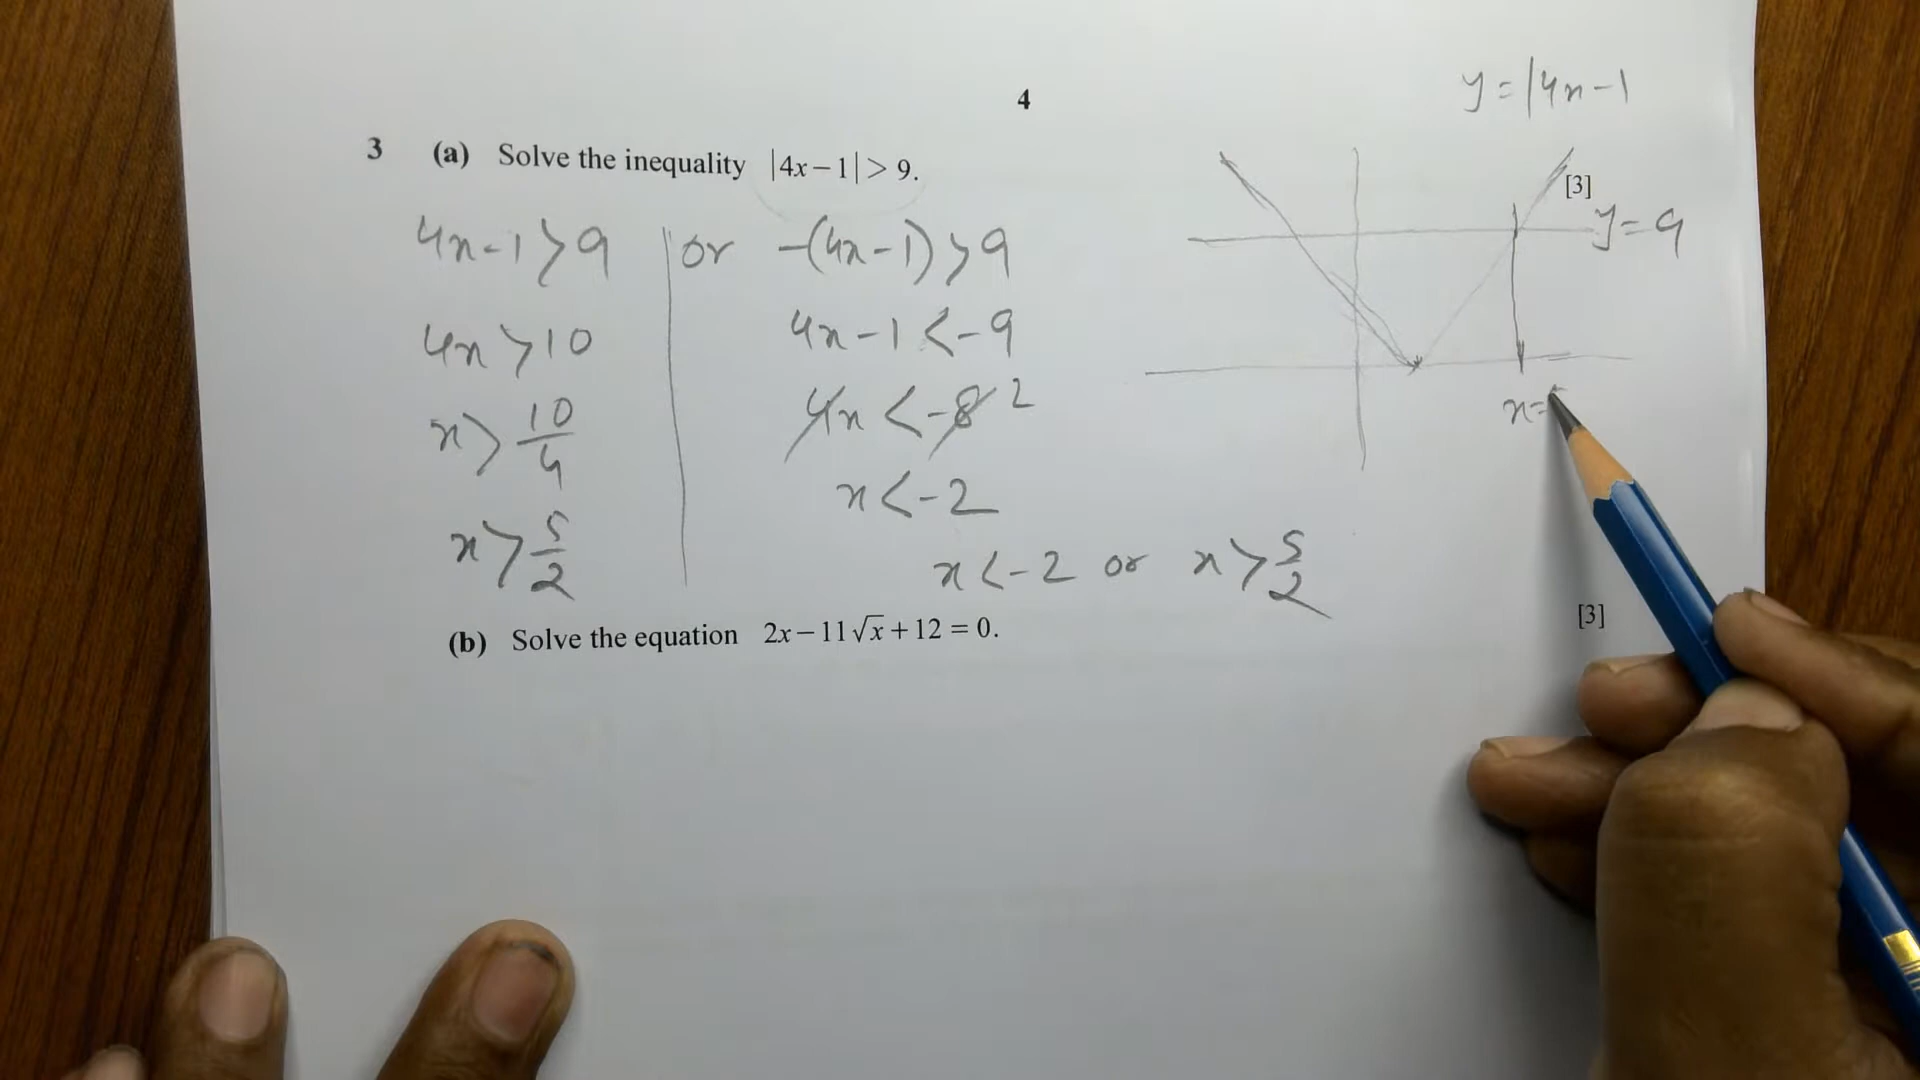 4
y = |4x-1
3 (a) Solve the inequality |4x-1| > 9.
[3]
y = 9
4x-1 > 9 or -(4x-1) > 9
4x > 10 4x-1 < -9
x > 10/4 4x < -8 2
x =
x > 5/2 x < -2
x < -2 or x > 5/2
(b) Solve the equation 2x - 11√x + 12 = 0. [3]